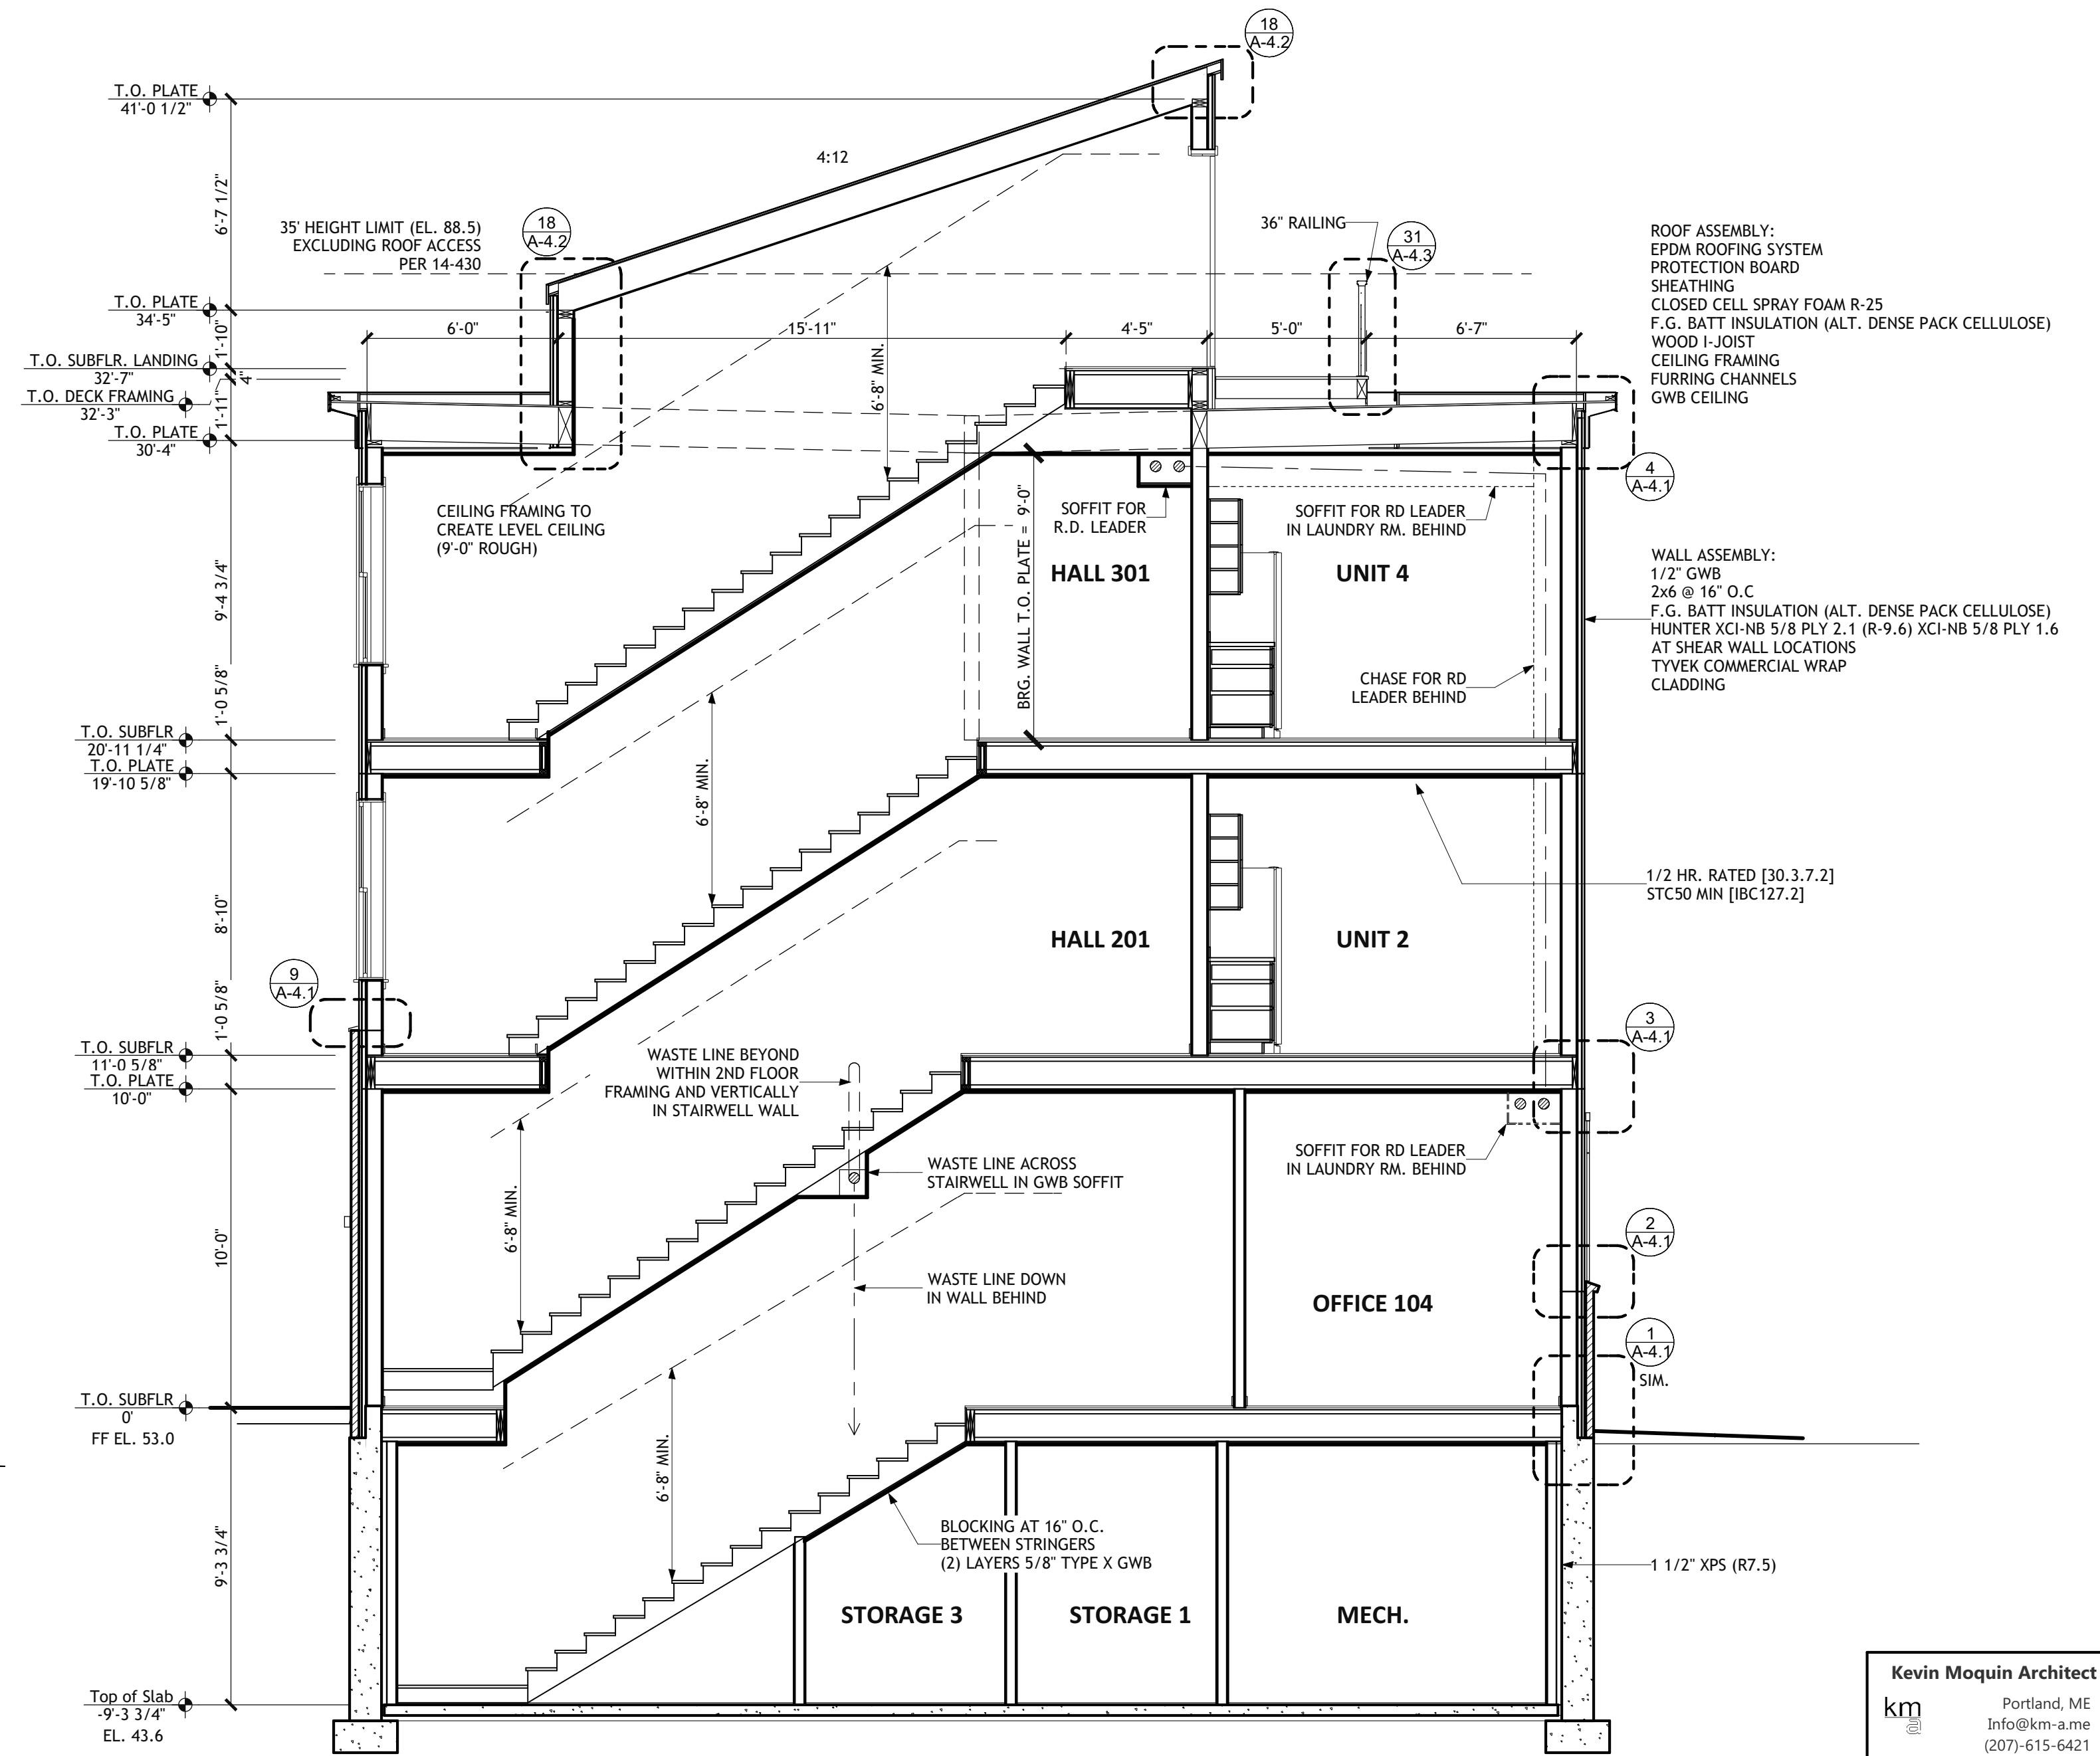 18
A-4.2
T.O. PLATE
41'-0 1/2"
4:12
6'-7 1/2"
35' HEIGHT LIMIT (EL. 88.5)
EXCLUDING ROOF ACCESS
PER 14-430
18
A-4.2
36" RAILING
31
A-4.3
ROOF ASSEMBLY:
EPDM ROOFING SYSTEM
PROTECTION BOARD
SHEATHING
CLOSED CELL SPRAY FOAM R-25
F.G. BATT INSULATION (ALT. DENSE PACK CELLULOSE)
WOOD I-JOIST
CEILING FRAMING
FURRING CHANNELS
GWB CEILING
T.O. PLATE
34'-5"
6'-0"
15'-11"
4'-5"
5'-0"
6'-7"
1'-10"
T.O. SUBFLR. LANDING
32'-7"
4"
T.O. DECK FRAMING
32'-3"
1'-11"
T.O. PLATE
30'-4"
6'-8" MIN.
4
A-4.1
CEILING FRAMING TO
CREATE LEVEL CEILING
(9'-0" ROUGH)
SOFFIT FOR
R.D. LEADER
SOFFIT FOR RD LEADER
IN LAUNDRY RM. BEHIND
BRG. WALL T.O. PLATE = 9'-0"
HALL 301
UNIT 4
WALL ASSEMBLY:
1/2" GWB
2x6 @ 16" O.C
F.G. BATT INSULATION (ALT. DENSE PACK CELLULOSE)
HUNTER XCI-NB 5/8 PLY 2.1 (R-9.6) XCI-NB 5/8 PLY 1.6
AT SHEAR WALL LOCATIONS
TYVEK COMMERCIAL WRAP
CLADDING
9'-4 3/4"
CHASE FOR RD
LEADER BEHIND
1'-0 5/8"
T.O. SUBFLR
20'-11 1/4"
T.O. PLATE
19'-10 5/8"
6'-8" MIN.
1/2 HR. RATED [30.3.7.2]
STC50 MIN [IBC127.2]
8'-10"
HALL 201
UNIT 2
9
A-4.1
1'-0 5/8"
3
A-4.1
T.O. SUBFLR
11'-0 5/8"
T.O. PLATE
10'-0"
WASTE LINE BEYOND
WITHIN 2ND FLOOR
FRAMING AND VERTICALLY
IN STAIRWELL WALL
WASTE LINE ACROSS
STAIRWELL IN GWB SOFFIT
SOFFIT FOR RD LEADER
IN LAUNDRY RM. BEHIND
6'-8" MIN.
10'-0"
2
A-4.1
WASTE LINE DOWN
IN WALL BEHIND
OFFICE 104
1
A-4.1
SIM.
T.O. SUBFLR
0'
FF EL. 53.0
6'-8" MIN.
BLOCKING AT 16" O.C.
BETWEEN STRINGERS
(2) LAYERS 5/8" TYPE X GWB
9'-3 3/4"
1 1/2" XPS (R7.5)
STORAGE 3
STORAGE 1
MECH.
Top of Slab
-9'-3 3/4"
EL. 43.6
Kevin Moquin Architect
km
a
Portland, ME
Info@km-a.me
(207)-615-6421